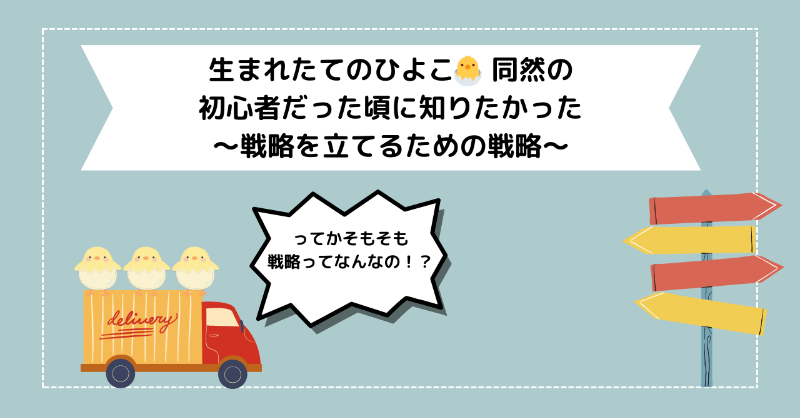 生まれたてのひよこ🐣 同然の
初心者だった頃に知りたかった
～戦略を立てるための戦略～
ってかそもそも
戦略ってなんなの！？
delivery